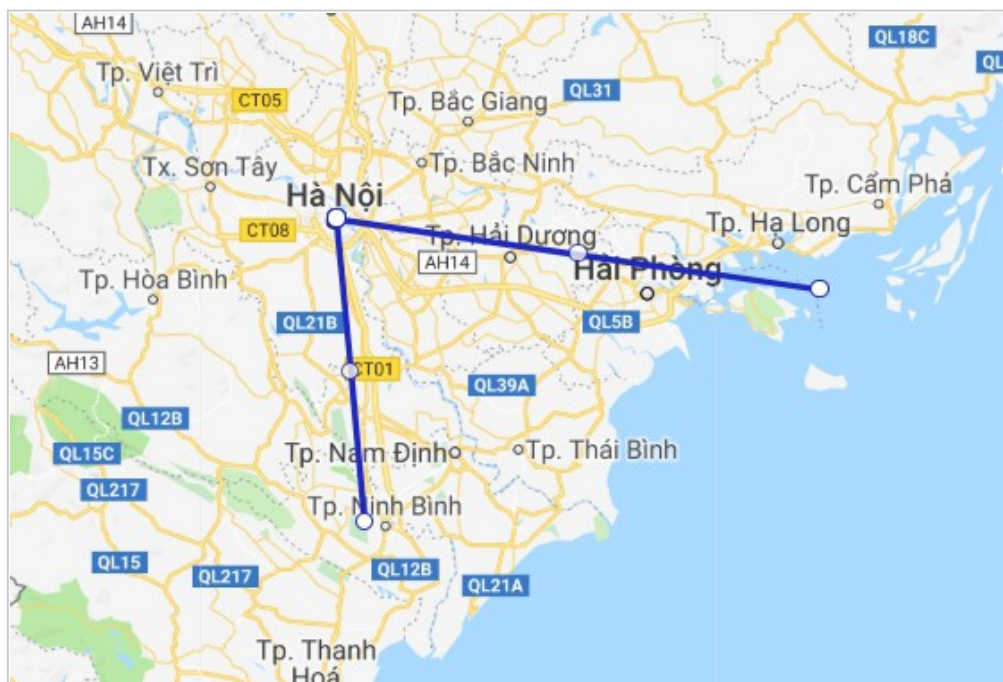 AH14
QL18C
QL
Tp. Việt Trì
CT05
QL31
Tp. Bắc Giang
Tx. Sơn Tây
Tp. Bắc Ninh
Tp. Cẩm Phả
Hà Nội
CT08
Tp. Hải Dương
Tp. Hạ Long
AH14
Hải Phòng
Tp. Hòa Bình
QL21B
QL5B
AH13
CT01
QL39A
QL12B
QL15C
Tp. Nam Định
Tp. Thái Bình
QL217
Tp. Ninh Bình
QL15
QL217
QL12B
QL21A
Tp. Thanh
Hoá